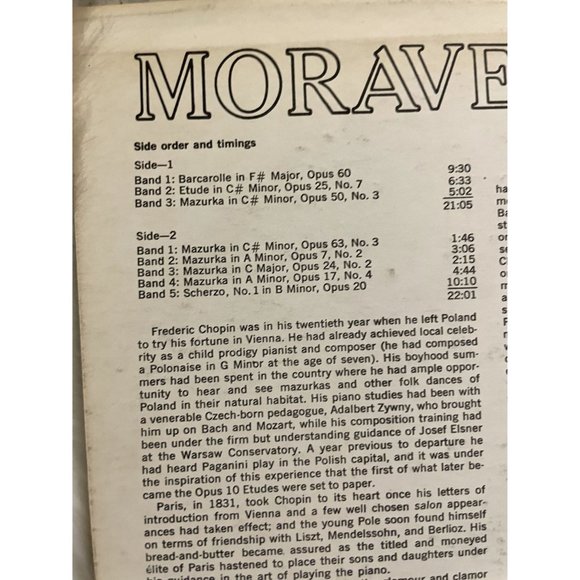 MORAVE
Side order and timings
Side—1
Band 1: Barcarolle in F# Major, Opus 60 9:30
Band 2: Etude in C# Minor, Opus 25, No. 7 6:33
Band 3: Mazurka in C# Minor, Opus 50, No. 3 5:02
21:05
Side—2
Band 1: Mazurka in C# Minor, Opus 63, No. 3 1:46
Band 2: Mazurka in A Minor, Opus 7, No. 2 3:06
Band 3: Mazurka in C Major, Opus 24, No. 2 2:15
Band 4: Mazurka in A Minor, Opus 17, No. 4 4:44
Band 5: Scherzo, No. 1 in B Minor, Opus 20 10:10
22:01
Frederic Chopin was in his twentieth year when he left Poland
to try his fortune in Vienna. He had already achieved local celeb-
rity as a child prodigy pianist and composer (he had composed
a Polonaise in G Minor at the age of seven). His boyhood sum-
mers had been spent in the country where he had ample oppor-
tunity to hear and see mazurkas and other folk dances of
Poland in their natural habitat. His piano studies had been with
a venerable Czech-born pedagogue, Adalbert Zywny, who brought
him up on Bach and Mozart, while his composition training had
been under the firm but understanding guidance of Josef Elsner
at the Warsaw Conservatory. A year previous to departure he
had heard Paganini play in the Polish capital, and it was under
the inspiration of this experience that the first of what later be-
came the Opus 10 Etudes were set to paper.
Paris, in 1831, took Chopin to its heart once his letters of
introduction from Vienna and a few well chosen salon appear-
ances had taken effect; and the young Pole soon found himself
on terms of friendship with Liszt, Mendelssohn, and Berlioz. His
bread-and-butter became assured as the titled and moneyed
élite of Paris hastened to place their sons and daughters under
his guidance in the art of playing the piano.
glamour and clamor